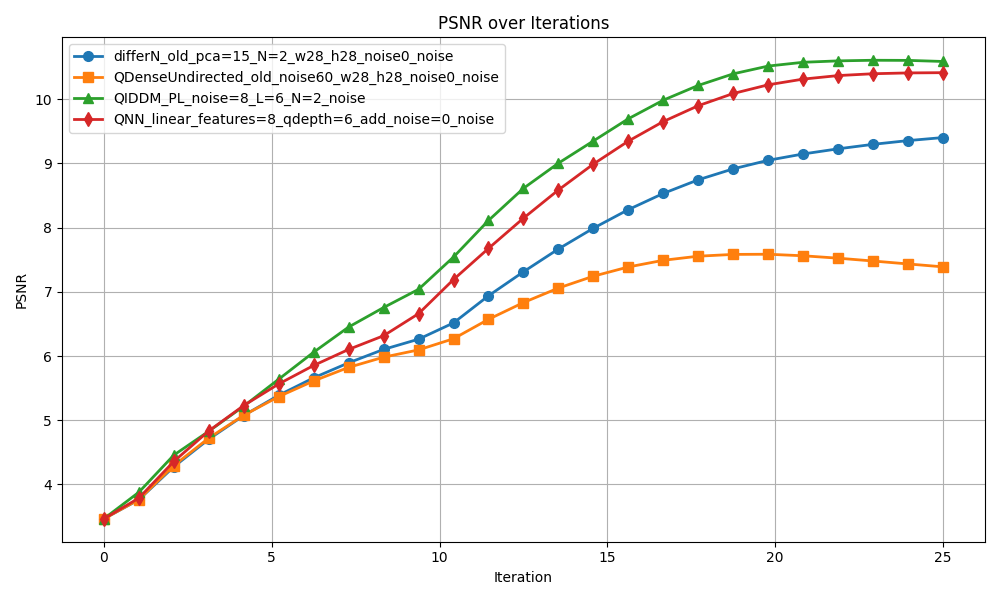 PSNR over Iterations
differN_old_pca=15_N=2_w28_h28_noise0_noise
QDenseUndirected_old_noise60_w28_h28_noise0_noise
QIDDM_PL_noise=8_L=6_N=2_noise
QNN_linear_features=8_qdepth=6_add_noise=0_noise
PSNR
10
9
8
7
6
5
4
0
5
10
15
20
25
Iteration